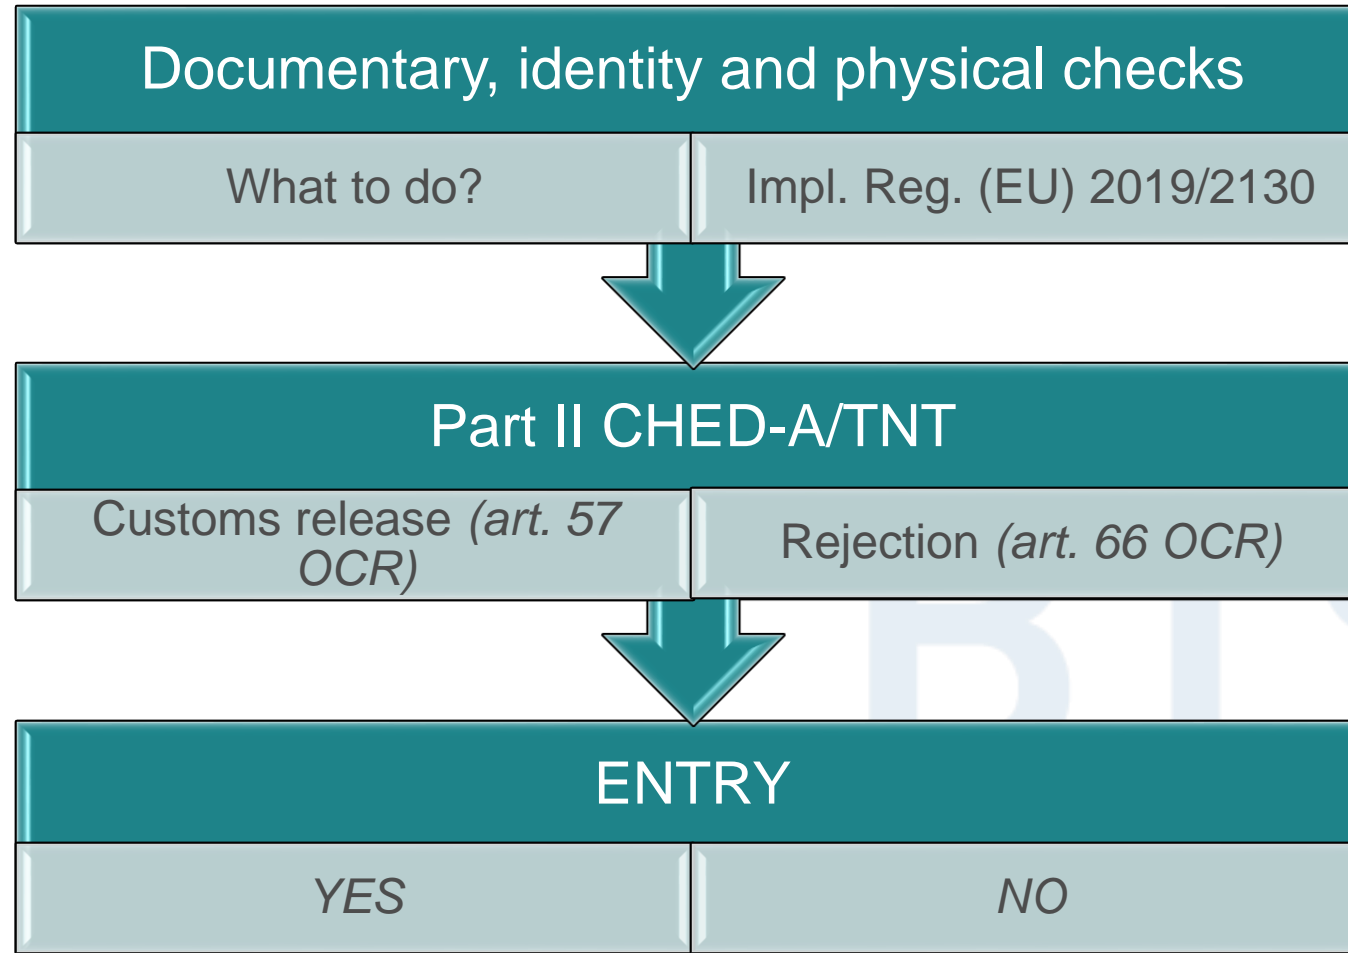 Documentary, identity and physical checks
What to do?
Impl. Reg. (EU) 2019/2130
Part II CHED-A/TNT
Customs release (art. 57
OCR)
Rejection (art. 66 OCR)
ENTRY
YES
NO